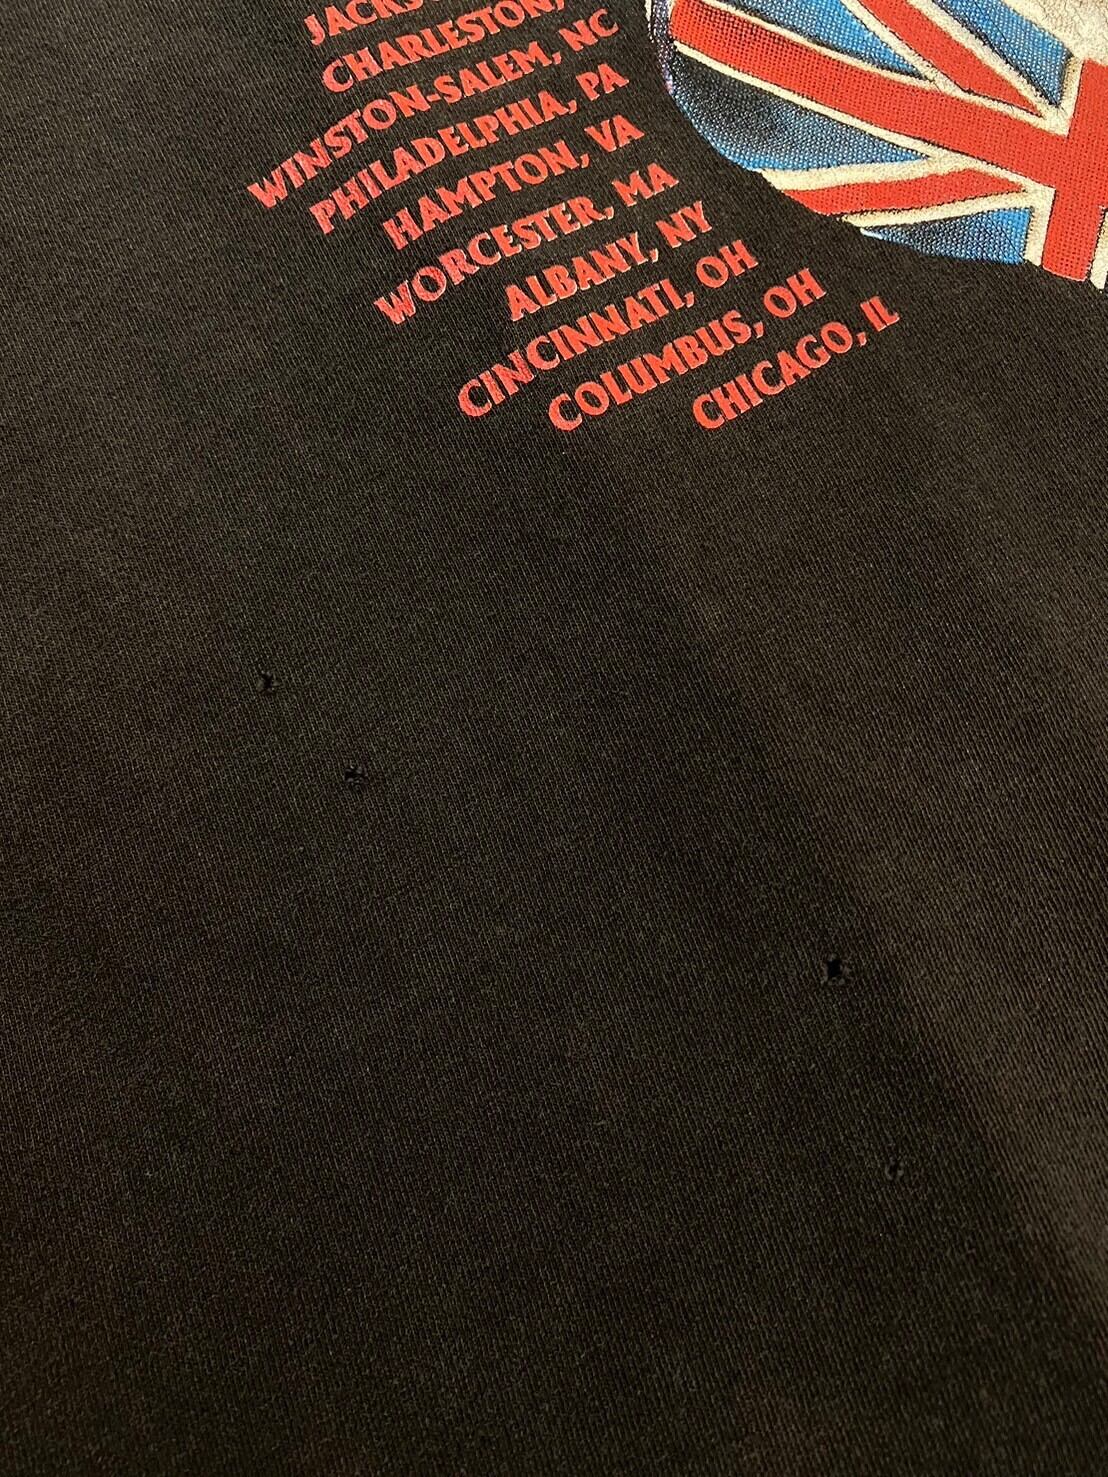 CHARLESTON,
WINSTON-SALEM, NC
PHILADELPHIA, PA
HAMPTON, VA
WORCESTER, MA
ALBANY, NY
CINCINNATI, OH
COLUMBUS, OH
CHICAGO, IL